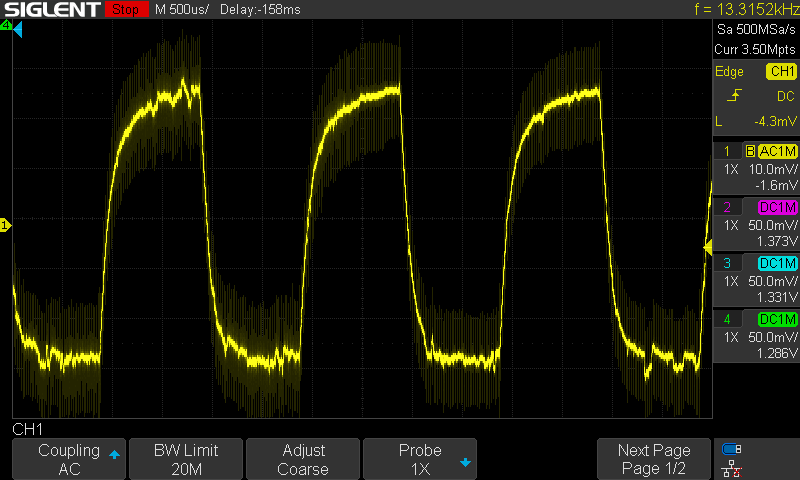 SIGLENT Stop M 500us/ Delay:-158ms f = 13.3152kHz
Sa 500MSa/s
Curr 3.50Mpts
Edge CH1
DC
L -4.3mV
1 B AC1M
1X 10.0mV/
-1.6mV
2 DC1M
1X 50.0mV/
1.373V
3 DC1M
1X 50.0mV/
1.331V
4 DC1M
1X 50.0mV/
1.286V
4
1
CH1
Coupling
AC
BW Limit
20M
Adjust
Coarse
Probe
1X
Next Page
Page 1/2